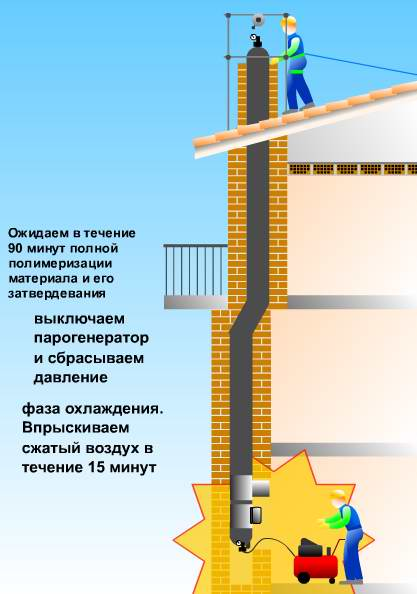 Ожидаем в течение
90 минут полной
полимеризации
материала и его
затвердевания
выключаем
парогенератор
и сбрасываем
давление
фаза охлаждения.
Впрыскиваем
сжатый воздух в
течение 15 минут